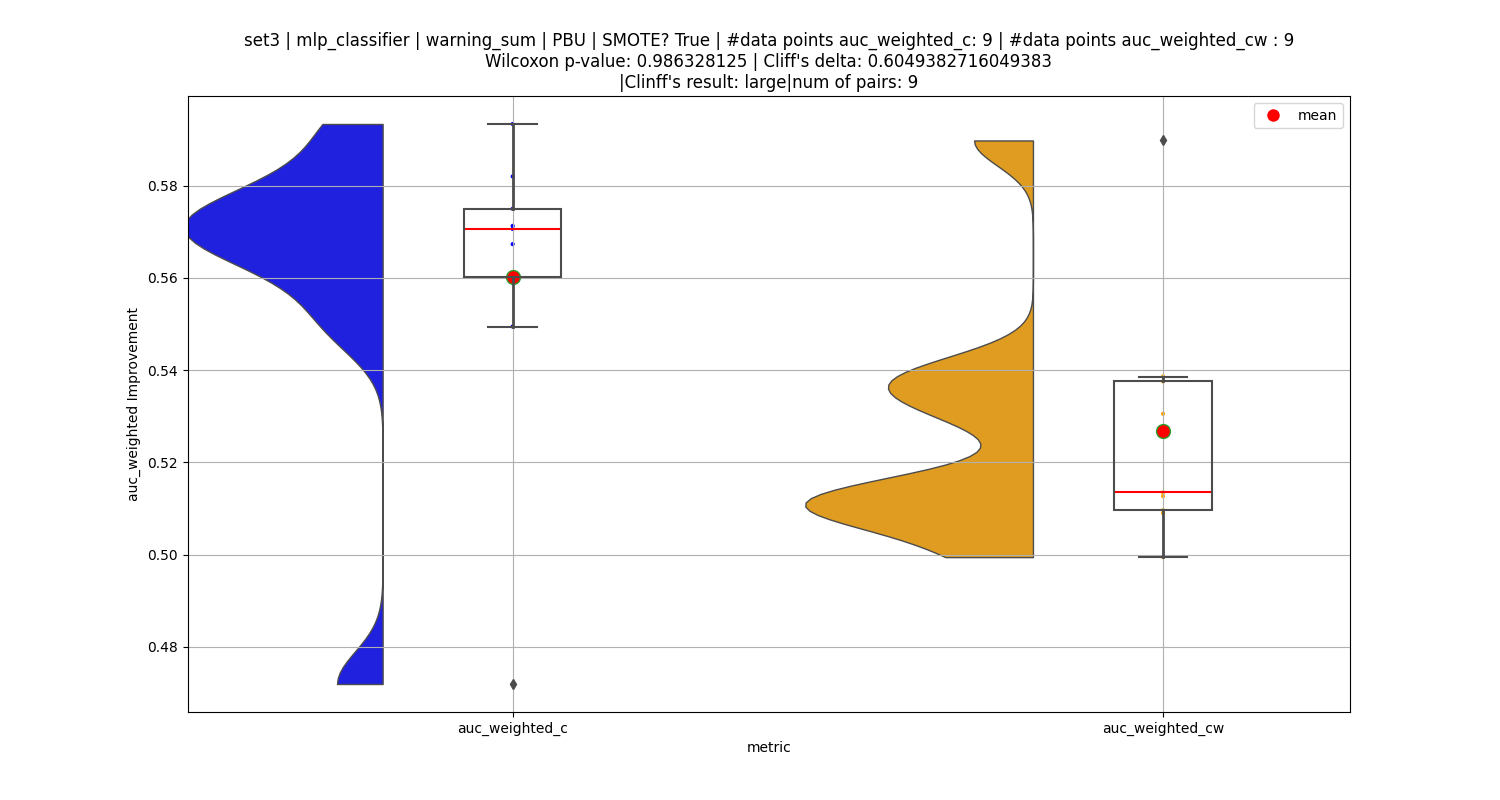 set3 | mlp_classifier | warning_sum | PBU | SMOTE? True | #data points auc_weighted_c: 9 | #data points auc_weighted_cw : 9
Wilcoxon p-value: 0.986328125 | Cliff's delta: 0.6049382716049383
|Clinff's result: large|num of pairs: 9
mean
0.58
0.56
0.54
0.52
0.50
0.48
auc_weighted Improvement
auc_weighted_c
auc_weighted_cw
metric